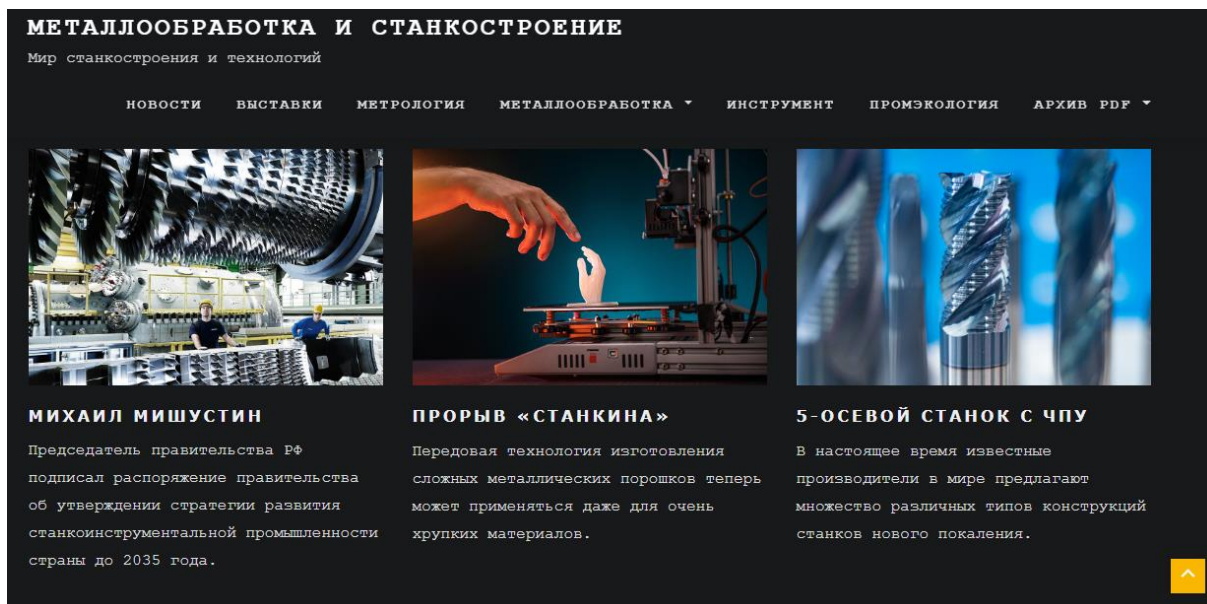 МЕТАЛЛООБРАБОТКА И СТАНКОСТРОЕНИЕ
Мир станкостроения и технологий
НОВОСТИ ВЫСТАВКИ МЕТРОЛОГИЯ МЕТАЛЛООБРАБОТКА ИНСТРУМЕНТ ПРОМЭКОЛОГИЯ АРХИВ PDF
МИХАИЛ МИШУСТИН
Председатель правительства РФ
подписал распоряжение правительства
об утверждении стратегии развития
станкоинструментальной промышленности
страны до 2035 года.
ПРОРЫВ «СТАНКИНА»
Передовая технология изготовления
сложных металлических порошков теперь
может применяться даже для очень
хрупких материалов.
5-ОСЕВОЙ СТАНОК С ЧПУ
В настоящее время известные
производители в мире предлагают
множество различных типов конструкций
станков нового покаления.